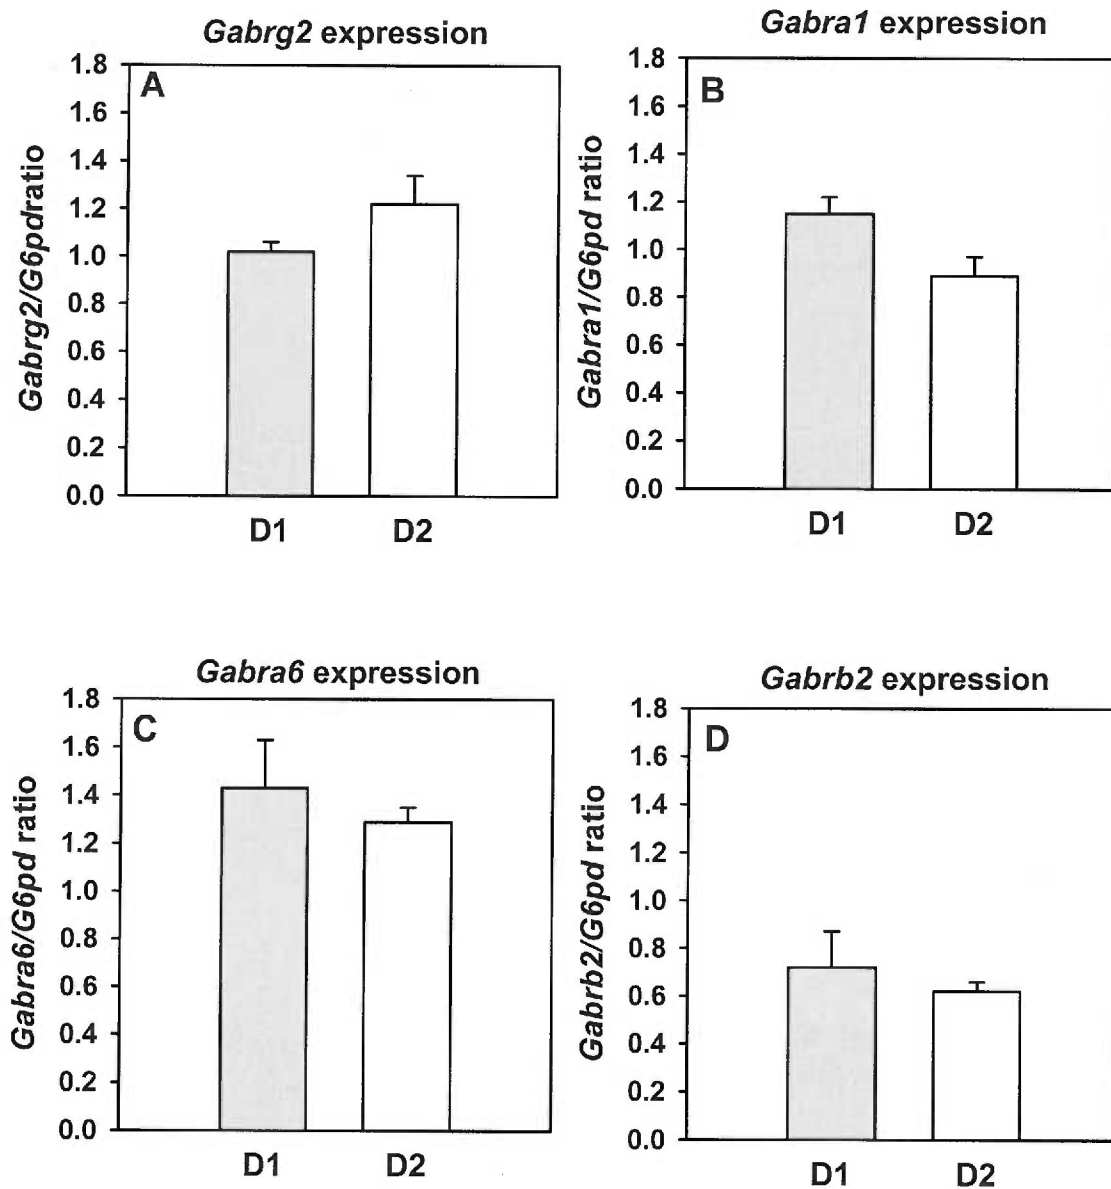 Gabrg2 expression
A
Gabrg2/G6pdratio
1.8
1.6
1.4
1.2
1.0
0.8
0.6
0.4
0.2
0.0
D1 D2
Gabra1 expression
B
Gabra1/G6pd ratio
1.8
1.6
1.4
1.2
1.0
0.8
0.6
0.4
0.2
0.0
D1 D2
Gabra6 expression
C
Gabra6/G6pd ratio
1.8
1.6
1.4
1.2
1.0
0.8
0.6
0.4
0.2
0.0
D1 D2
Gabrb2 expression
D
Gabrb2/G6pd ratio
1.8
1.6
1.4
1.2
1.0
0.8
0.6
0.4
0.2
0.0
D1 D2